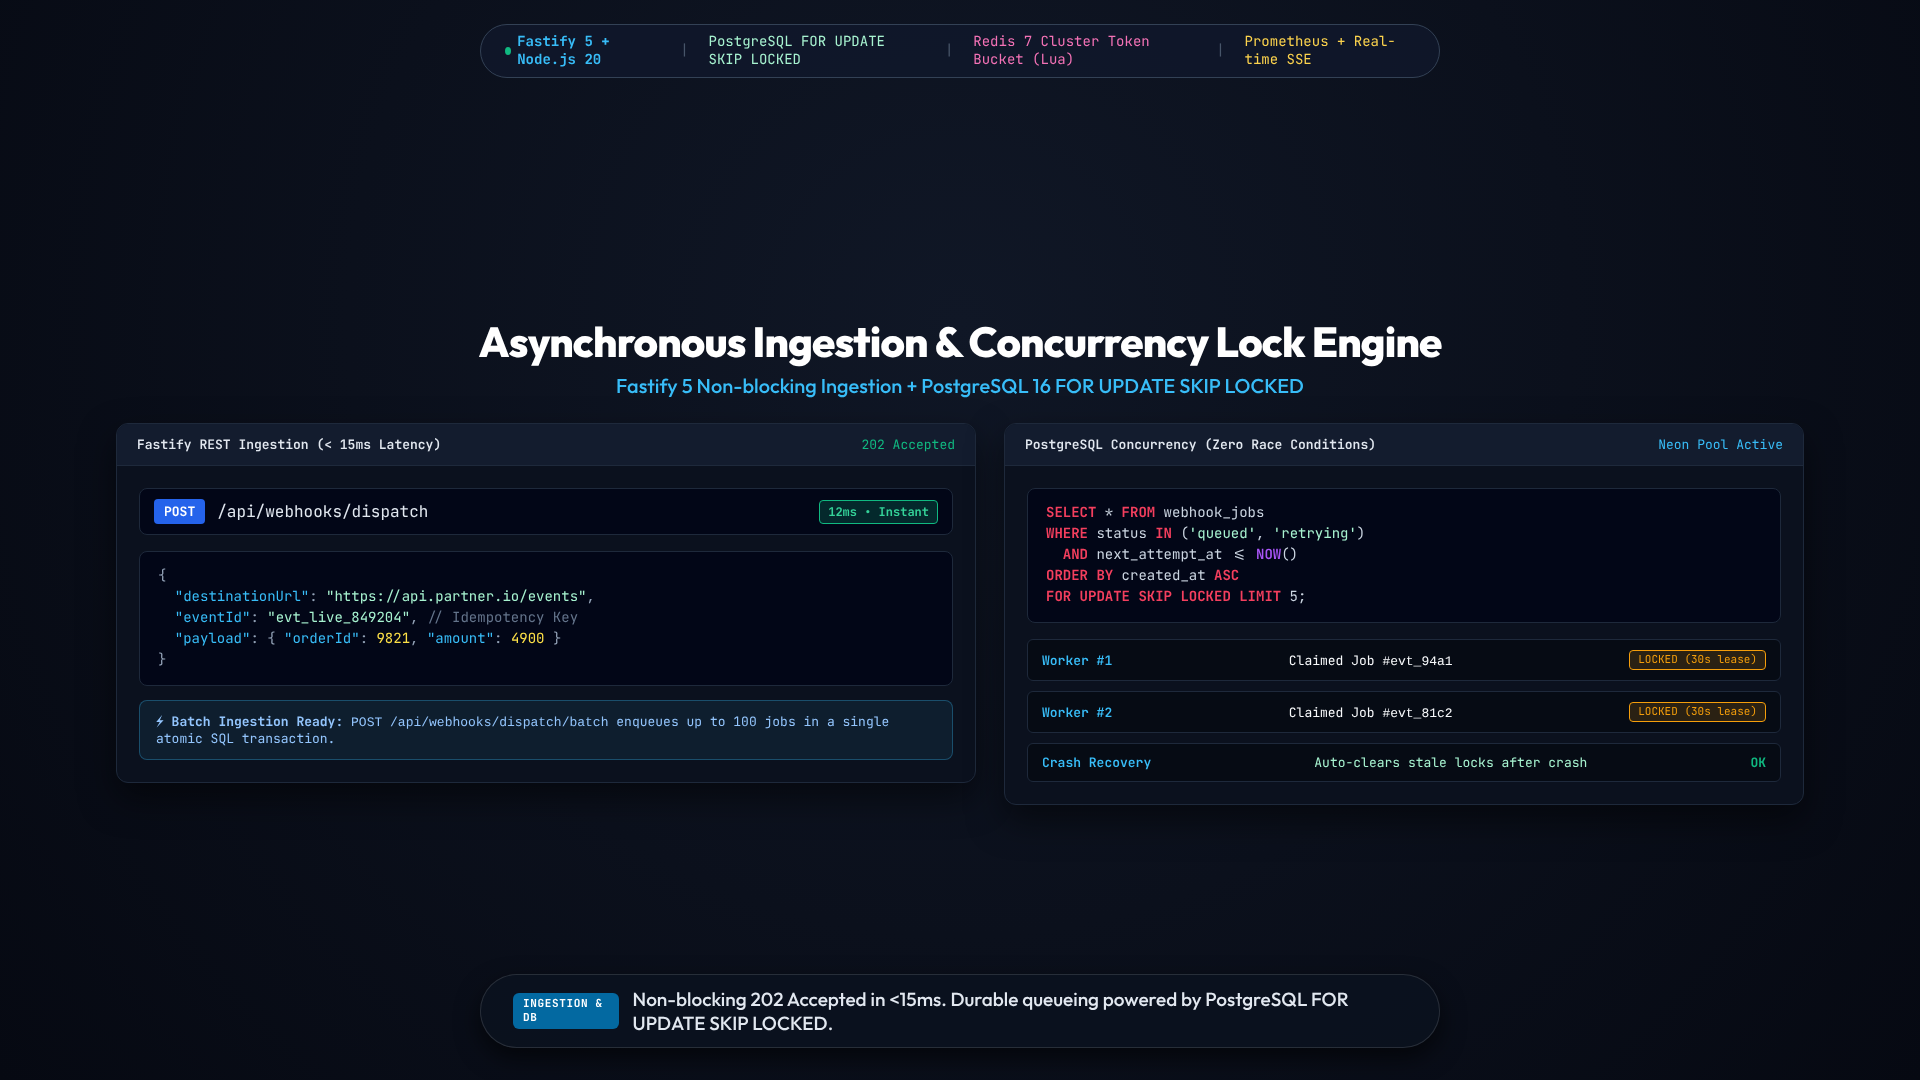 Fastify 5 +
Node.js 20
|
PostgreSQL FOR UPDATE
SKIP LOCKED
|
Redis 7 Cluster Token
Bucket (Lua)
|
Prometheus + Real-
time SSE
Asynchronous Ingestion & Concurrency Lock Engine
Fastify 5 Non-blocking Ingestion + PostgreSQL 16 FOR UPDATE SKIP LOCKED
Fastify REST Ingestion (< 15ms Latency)
202 Accepted
POST /api/webhooks/dispatch
12ms • Instant
{
"destinationUrl": "https://api.partner.io/events",
"eventId": "evt_live_849204", // Idempotency Key
"payload": { "orderId": 9821, "amount": 4900 }
}
⚡ Batch Ingestion Ready: POST /api/webhooks/dispatch/batch enqueues up to 100 jobs in a single
atomic SQL transaction.
PostgreSQL Concurrency (Zero Race Conditions)
Neon Pool Active
SELECT * FROM webhook_jobs
WHERE status IN ('queued', 'retrying')
AND next_attempt_at <= NOW()
ORDER BY created_at ASC
FOR UPDATE SKIP LOCKED LIMIT 5;
Worker #1
Claimed Job #evt_94a1
LOCKED (30s lease)
Worker #2
Claimed Job #evt_81c2
LOCKED (30s lease)
Crash Recovery
Auto-clears stale locks after crash
OK
INGESTION &
DB
Non-blocking 202 Accepted in <15ms. Durable queueing powered by PostgreSQL FOR
UPDATE SKIP LOCKED.